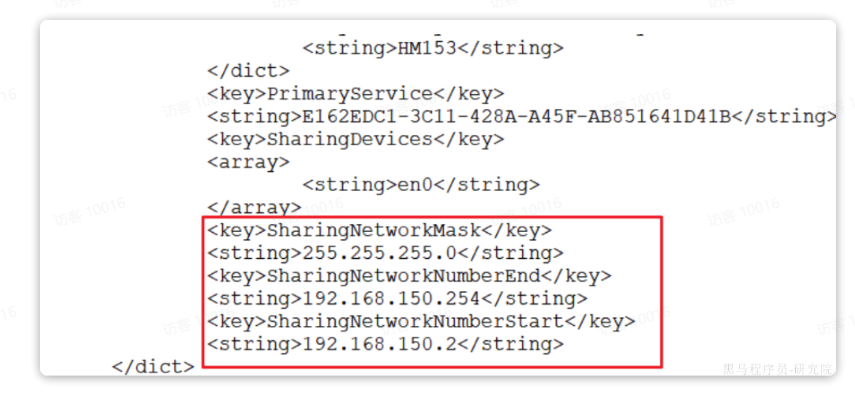 <string>HM153</string>
</dict>
<key>PrimaryService</key>
<string>E162EDC1-3C11-428A-A45F-AB851641D41B</string>
<key>SharingDevices</key>
<array>
<string>en0</string>
</array>
<key>SharingNetworkMask</key>
<string>255.255.255.0</string>
<key>SharingNetworkNumberEnd</key>
<string>192.168.150.254</string>
<key>SharingNetworkNumberStart</key>
<string>192.168.150.2</string>
</dict>
黑马程序员-研究院
访客 10016